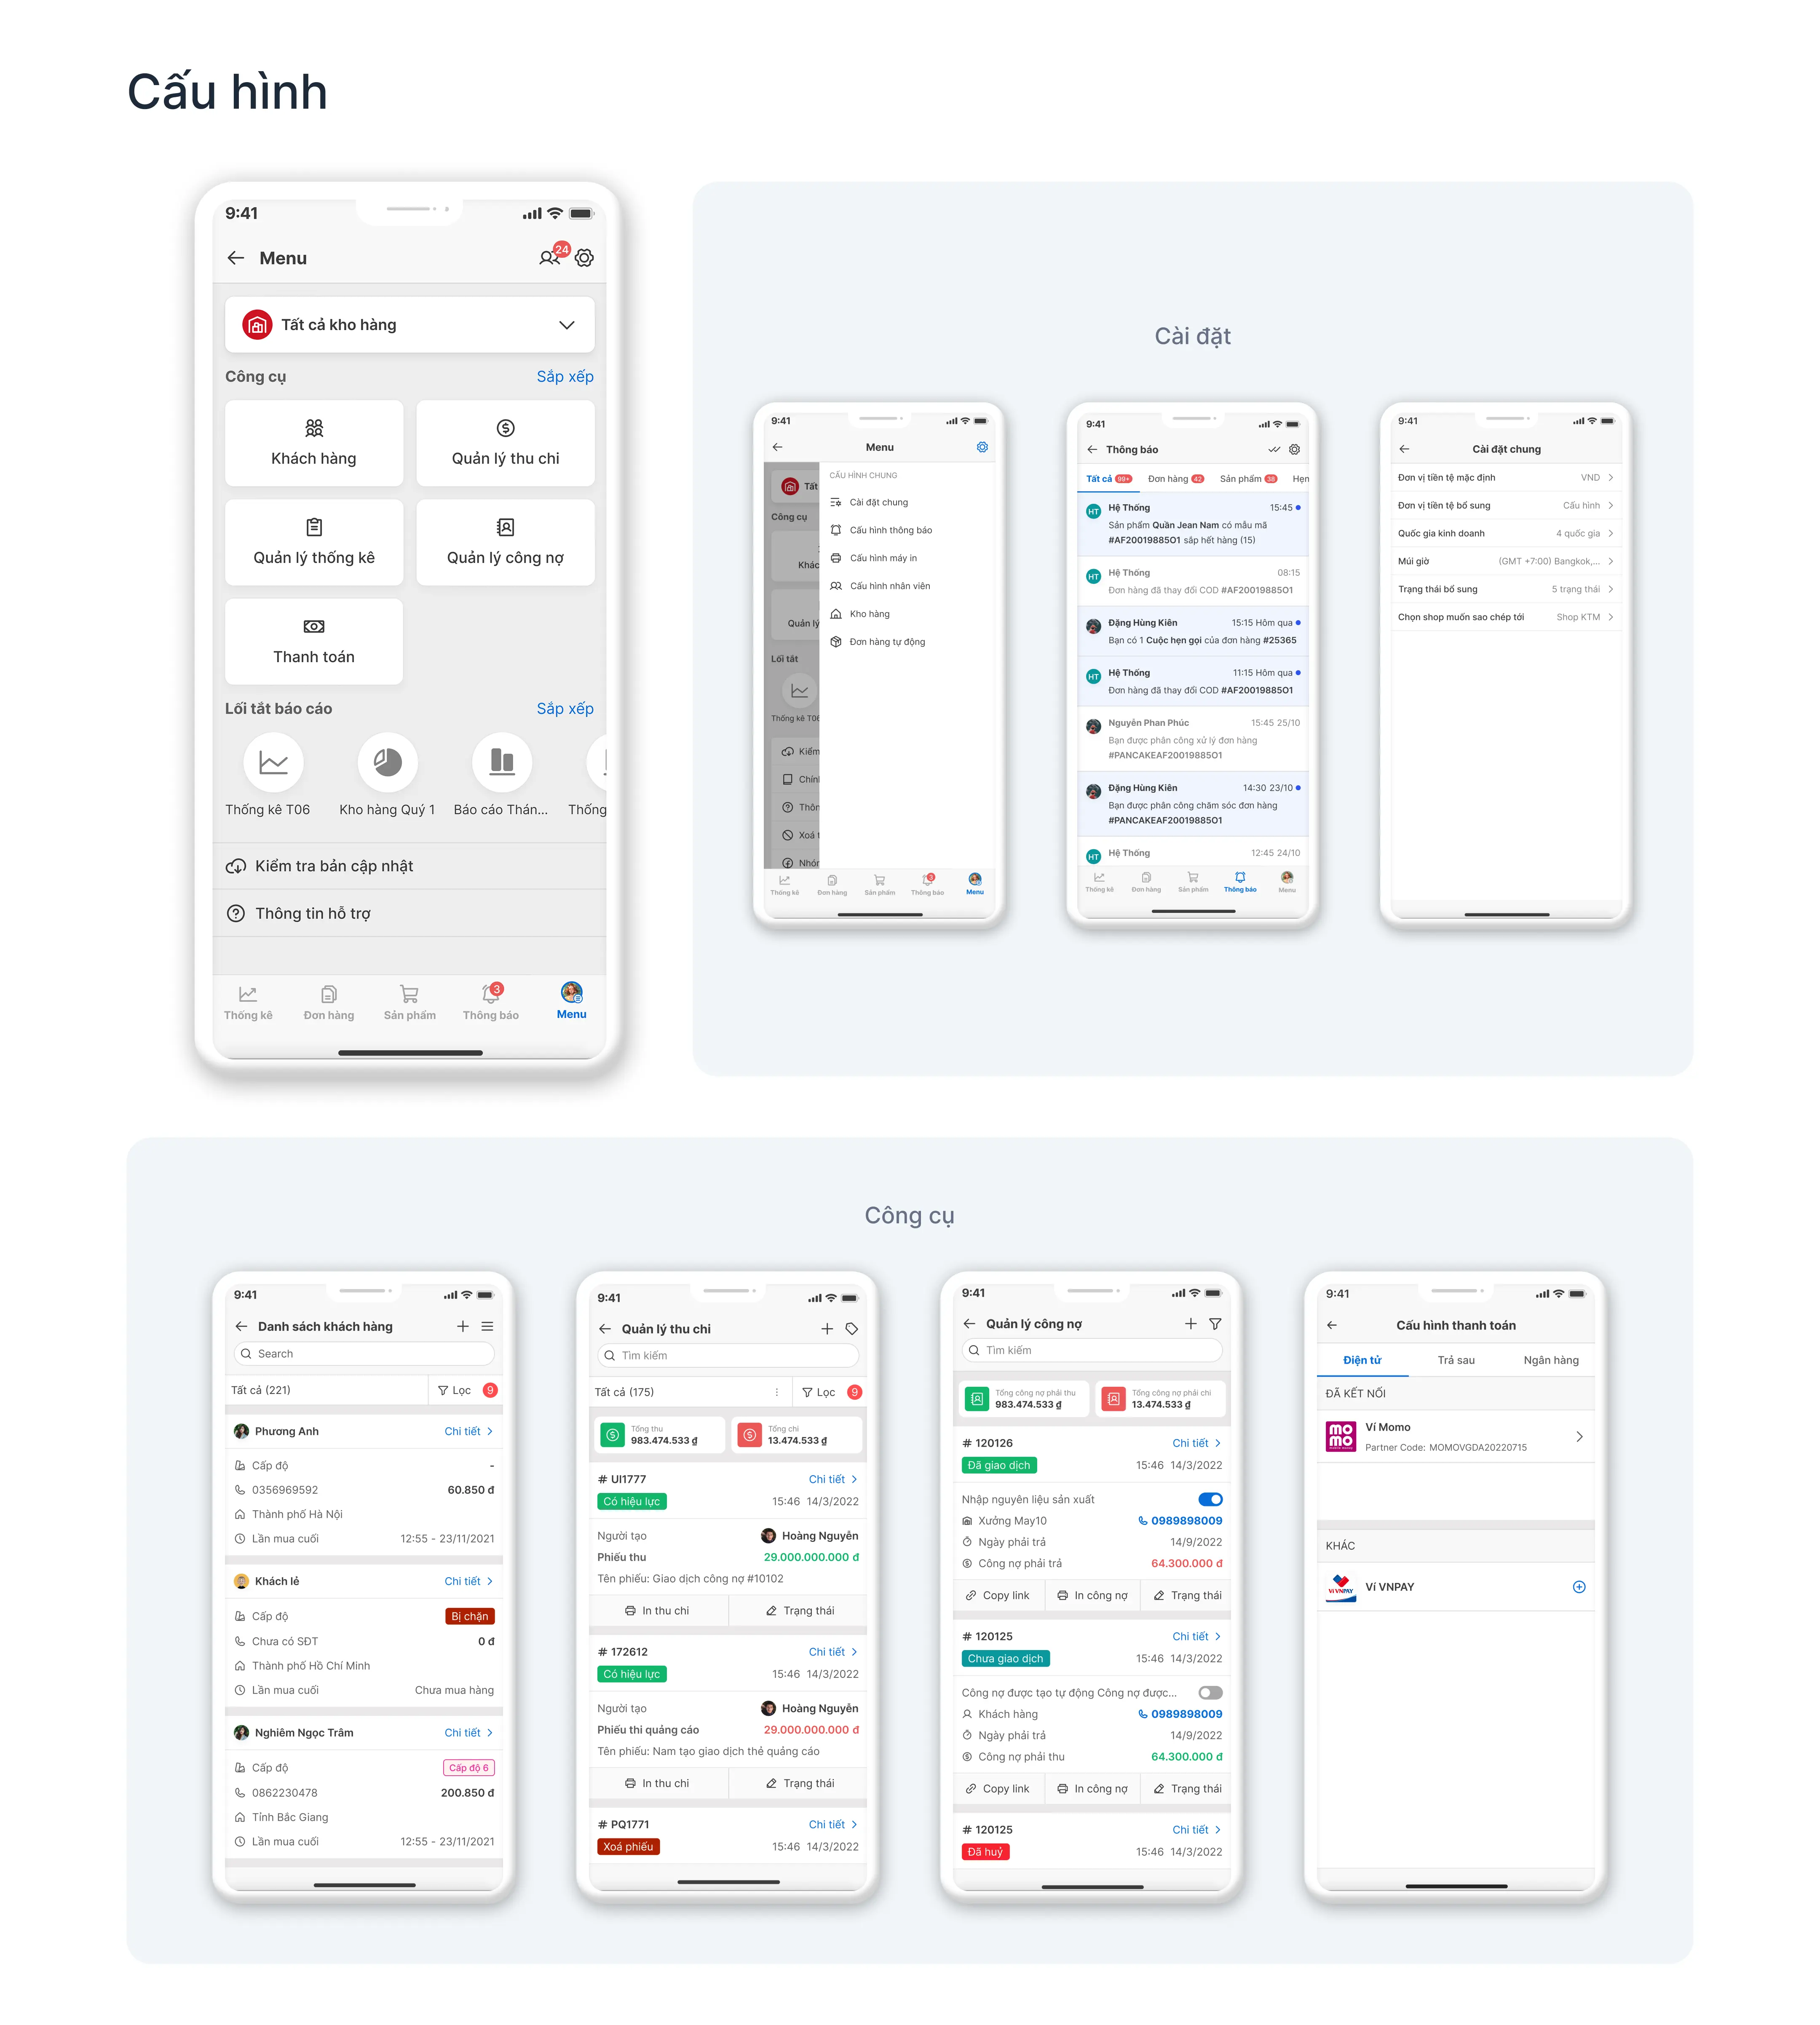 Cấu hình
9:41
Menu
24
Tất cả kho hàng
Công cụ
Sắp xếp
Khách hàng
Quản lý thu chi
Quản lý thống kê
Quản lý công nợ
Thanh toán
Lối tắt báo cáo
Sắp xếp
Thống kê T06
Kho hàng Quý 1
Báo cáo Thán...
Thống
Kiểm tra bản cập nhật
Thông tin hỗ trợ
3
Thống kê
Đơn hàng
Sản phẩm
Thông báo
Menu
Cài đặt
9:41
Menu
Tất
Công cụ
Khác
Quản lý
Lối tắt
Thống kê T06
Kiểm
Chín
Thôn
Xoá t
Nhón
CẤU HÌNH CHUNG
Cài đặt chung
Cấu hình thông báo
Cấu hình máy in
Cấu hình nhân viên
Kho hàng
Đơn hàng tự động
3
Thống kê
Đơn hàng
Sản phẩm
Thông báo
Menu
9:41
Thông báo
Tất cả 99+
Đơn hàng 42
Sản phẩm 38
Hẹn
HT
Hệ Thống
15:45
Sản phẩm Quần Jean Nam có mẫu mã
#AF20019885O1 sắp hết hàng (15)
HT
Hệ Thống
08:15
Đơn hàng đã thay đổi COD #AF20019885O1
Đặng Hùng Kiên
15:15 Hôm qua
Bạn có 1 Cuộc hẹn gọi của đơn hàng #25365
HT
Hệ Thống
11:15 Hôm qua
Đơn hàng đã thay đổi COD #AF20019885O1
Nguyễn Phan Phúc
15:45 25/10
Bạn được phân công xử lý đơn hàng
#PANCAKEAF20019885O1
Đặng Hùng Kiên
14:30 23/10
Bạn được phân công chăm sóc đơn hàng
#PANCAKEAF20019885O1
HT
Hệ Thống
12:45 24/10
Thống kê
Đơn hàng
Sản phẩm
Thông báo
Menu
9:41
Cài đặt chung
Đơn vị tiền tệ mặc định
VND
Đơn vị tiền tệ bổ sung
Cấu hình
Quốc gia kinh doanh
4 quốc gia
Múi giờ
(GMT +7:00) Bangkok,...
Trạng thái bổ sung
5 trạng thái
Chọn shop muốn sao chép tới
Shop KTM
Công cụ
9:41
Danh sách khách hàng
Search
Tất cả (221)
Lọc
9
Phương Anh
Chi tiết
Cấp độ
-
0356969592
60.850 đ
Thành phố Hà Nội
Lần mua cuối
12:55 - 23/11/2021
Khách lẻ
Chi tiết
Cấp độ
Bị chặn
Chưa có SĐT
0 đ
Thành phố Hồ Chí Minh
Lần mua cuối
Chưa mua hàng
Nghiêm Ngọc Trâm
Chi tiết
Cấp độ
Cấp độ 6
0862230478
200.850 đ
Tỉnh Bắc Giang
Lần mua cuối
12:55 - 23/11/2021
9:41
Quản lý thu chi
Tìm kiếm
Tất cả (175)
Lọc
9
Tổng thu
983.474.533 ₫
Tổng chi
13.474.533 ₫
# UI1777
Chi tiết
Có hiệu lực
15:46 14/3/2022
Người tạo
Hoàng Nguyễn
Phiếu thu
29.000.000.000 đ
Tên phiếu: Giao dịch công nợ #10102
In thu chi
Trạng thái
# 172612
Chi tiết
Có hiệu lực
15:46 14/3/2022
Người tạo
Hoàng Nguyễn
Phiếu thi quảng cáo
29.000.000.000 đ
Tên phiếu: Nam tạo giao dịch thẻ quảng cáo
In thu chi
Trạng thái
# PQ1771
Chi tiết
Xoá phiếu
15:46 14/3/2022
9:41
Quản lý công nợ
Tìm kiếm
Tổng công nợ phải thu
983.474.533 ₫
Tổng công nợ phải chi
13.474.533 ₫
# 120126
Chi tiết
Đã giao dịch
15:46 14/3/2022
Nhập nguyên liệu sản xuất
Xưởng May10
0989898009
Ngày phải trả
14/9/2022
Công nợ phải trả
64.300.000 đ
Copy link
In công nợ
Trạng thái
# 120125
Chi tiết
Chưa giao dịch
15:46 14/3/2022
Công nợ được tạo tự động Công nợ được...
Khách hàng
0989898009
Ngày phải trả
14/9/2022
Công nợ phải thu
64.300.000 đ
Copy link
In công nợ
Trạng thái
# 120125
Chi tiết
Đã huỷ
15:46 14/3/2022
9:41
Cấu hình thanh toán
Điện tử
Trả sau
Ngân hàng
ĐÃ KẾT NỐI
mo
mo
Ví Momo
Partner Code: MOMOVGDA20220715
KHÁC
Ví VNPAY
Ví VNPAY